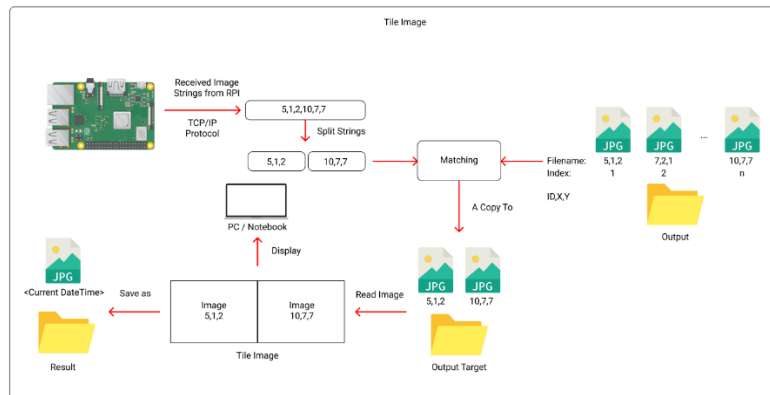 Tile Image
Received Image
Strings from RPI
TCP/IP
Protocol
5,1,2,10,7,7
Split Strings
5,1,2
10,7,7
Matching
Filename:
Index:
ID,X,Y
JPG
JPG
...
JPG
5,1,2
7,2,1
10,7,7
1
2
n
Output
A Copy To
PC / Notebook
Display
JPG
JPG
5,1,2
10,7,7
Output Target
Read Image
Image
5,1,2
Image
10,7,7
Tile Image
Save as
JPG
<Current DateTime>
Result